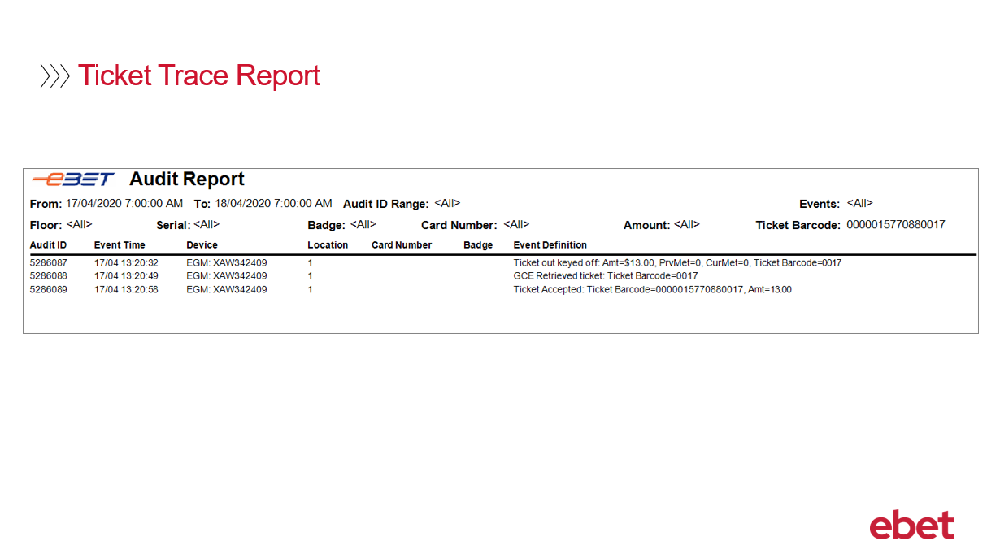 Ticket Trace Report
eBET Audit Report
From: 17/04/2020 7:00:00 AM To: 18/04/2020 7:00:00 AM Audit ID Range: <All> Events: <All>
Floor: <All> Serial: <All> Badge: <All> Card Number: <All> Amount: <All> Ticket Barcode: 0000015770880017
Audit ID Event Time Device Location Card Number Badge Event Definition
5286087 17/04 13:20:32 EGM: XAW342409 1 Ticket out keyed off: Amt=$13.00, PrvMet=0, CurMet=0, Ticket Barcode=0017
5286088 17/04 13:20:49 EGM: XAW342409 1 GCE Retrieved ticket: Ticket Barcode=0017
5286089 17/04 13:20:58 EGM: XAW342409 1 Ticket Accepted: Ticket Barcode=0000015770880017, Amt=13.00
ebet